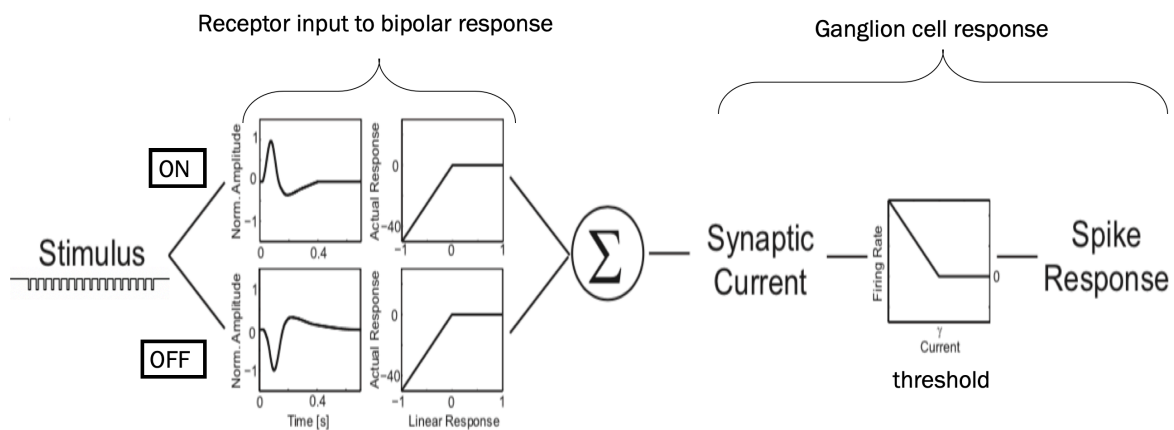 Receptor input to bipolar response
Ganglion cell response
ON
Norm. Amplitude
1
0
−1
0
0.4
Actual Response
0
−40
−1
0
1
Stimulus
OFF
Norm. Amplitude
1
0
−1
0
0.4
Time [s]
Actual Response
0
−40
−1
0
1
Linear Response
Σ
Synaptic
Current
Firing Rate
0
γ
Current
threshold
Spike
Response